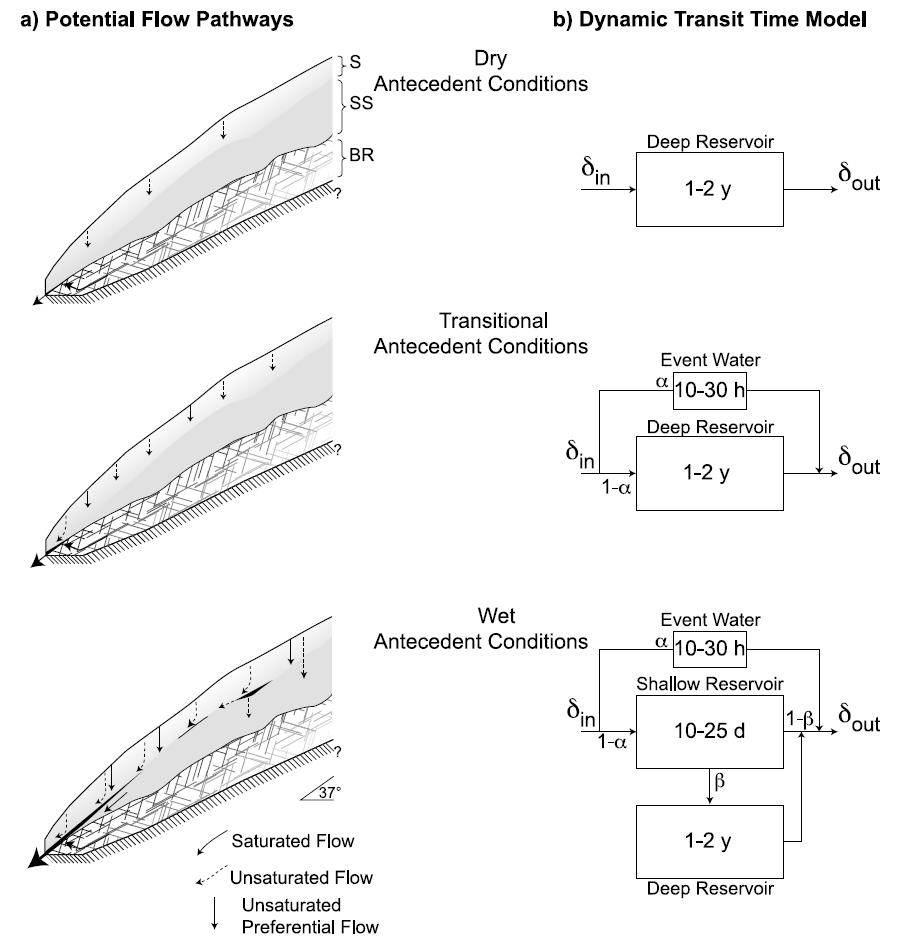 a) Potential Flow Pathways
b) Dynamic Transit Time Model
Dry
Antecedent Conditions
S
SS
BR
?
Deep Reservoir
δin
1-2 y
δout
Transitional
Antecedent Conditions
?
Event Water
α
10-30 h
Deep Reservoir
δin
1-2 y
δout
1-α
Wet
Antecedent Conditions
?
37°
Event Water
α
10-30 h
Shallow Reservoir
δin
10-25 d
1-β
δout
1-α
β
1-2 y
Deep Reservoir
Saturated Flow
Unsaturated Flow
Unsaturated
Preferential Flow